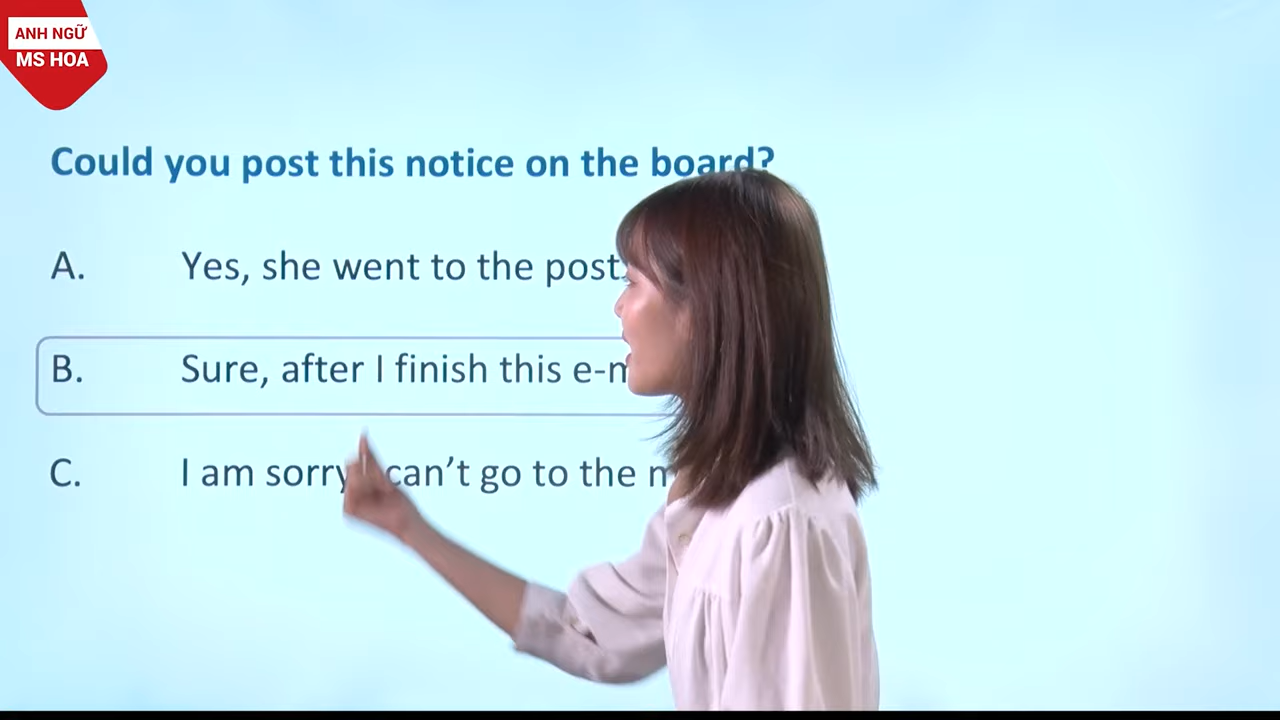 ANH NGỮ
MS HOA
Could you post this notice on the board?
A. Yes, she went to the post
B. Sure, after I finish this
C. I am sorry can't go to the